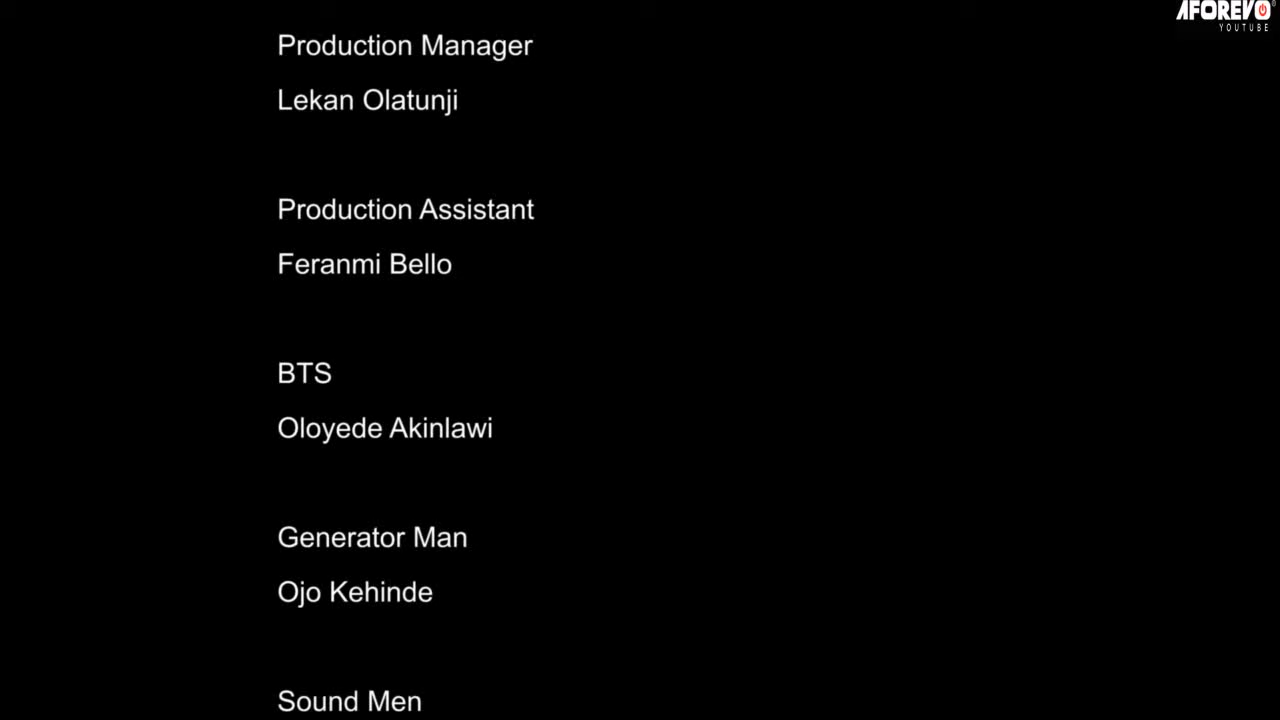 AFOREVO
YOUTUBE
Production Manager
Lekan Olatunji
Production Assistant
Feranmi Bello
BTS
Oloyede Akinlawi
Generator Man
Ojo Kehinde
Sound Men